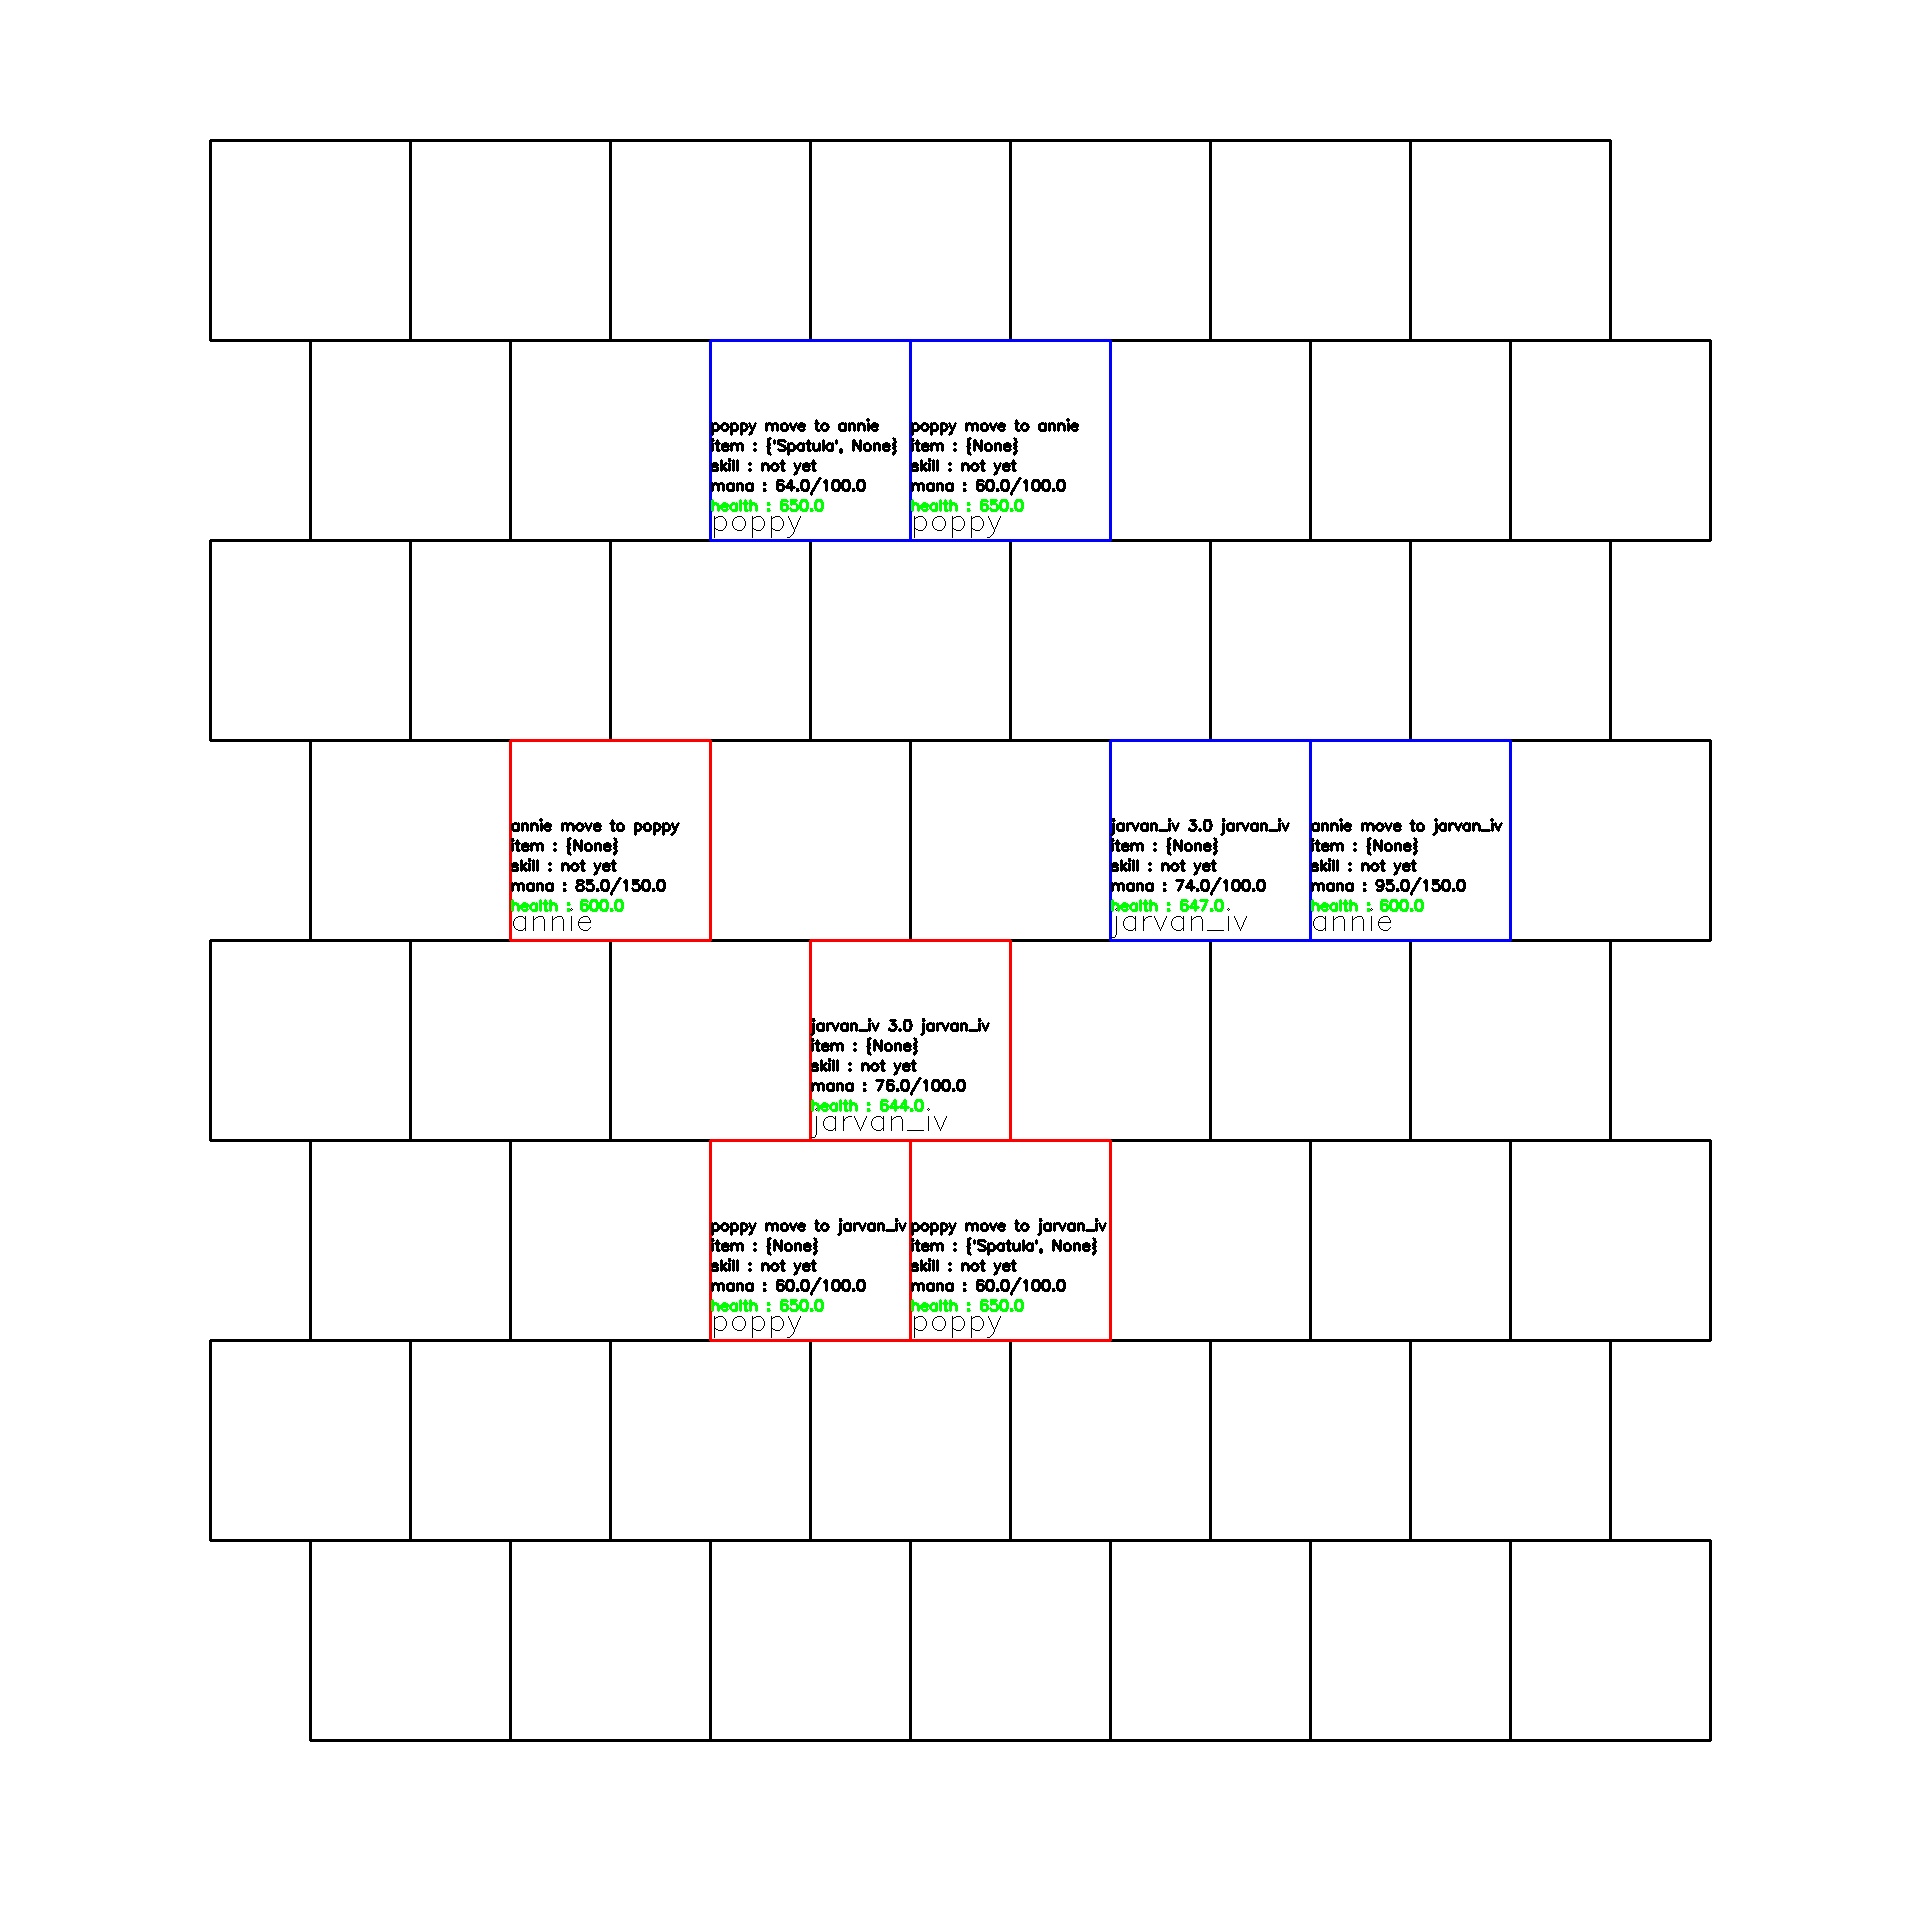 poppy move to annie
item : {'Spatula', None}
skill : not yet
mana : 64.0/100.0
health : 650.0
poppy
poppy move to annie
item : {None}
skill : not yet
mana : 60.0/100.0
health : 650.0
poppy
annie move to poppy
item : {None}
skill : not yet
mana : 85.0/150.0
health : 600.0
annie
jarvan_iv 3.0 jarvan_iv
item : {None}
skill : not yet
mana : 74.0/100.0
health : 647.0
jarvan_iv
annie move to jarvan_iv
item : {None}
skill : not yet
mana : 95.0/150.0
health : 600.0
annie
jarvan_iv 3.0 jarvan_iv
item : {None}
skill : not yet
mana : 76.0/100.0
health : 644.0
jarvan_iv
poppy move to jarvan_iv
item : {None}
skill : not yet
mana : 60.0/100.0
health : 650.0
poppy
poppy move to jarvan_iv
item : {'Spatula', None}
skill : not yet
mana : 60.0/100.0
health : 650.0
poppy